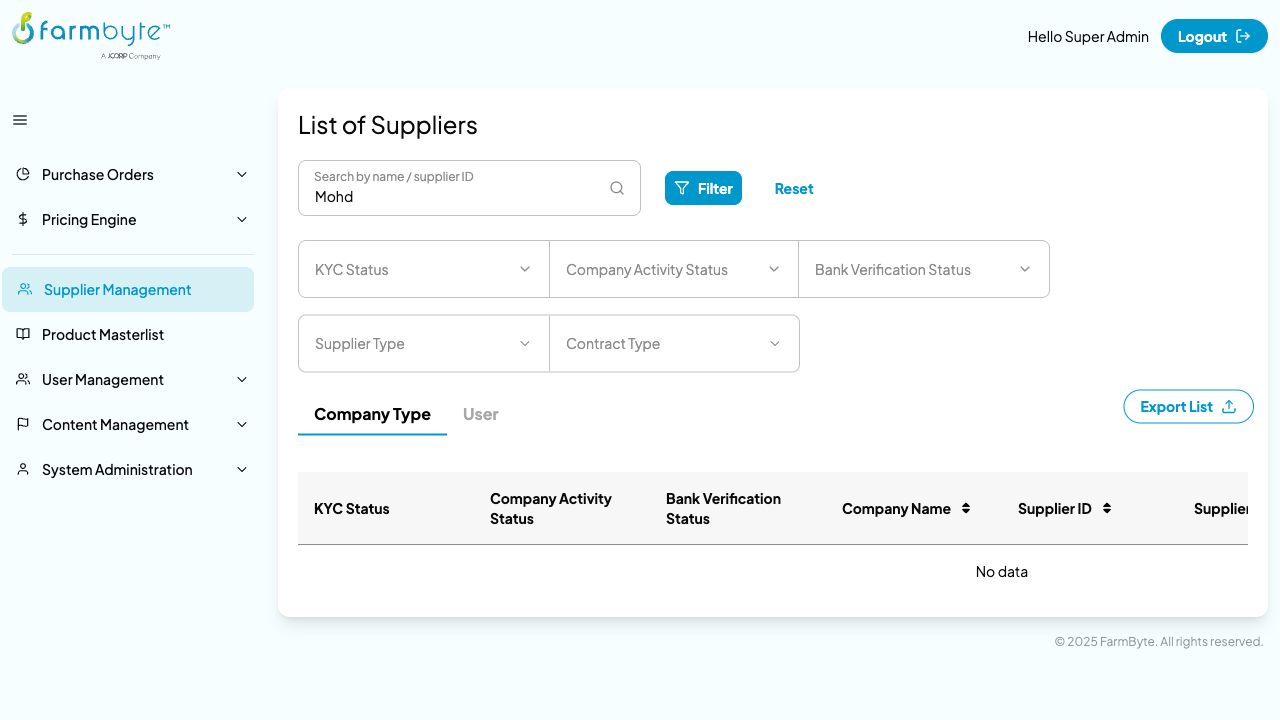 farmbyte™
A JCORP Company
Hello Super Admin
Logout
Purchase Orders
Pricing Engine
Supplier Management
Product Masterlist
User Management
Content Management
System Administration
List of Suppliers
Search by name / supplier ID
Mohd
Filter
Reset
KYC Status
Company Activity Status
Bank Verification Status
Supplier Type
Contract Type
Company Type
User
Export List
KYC Status
Company Activity
Status
Bank Verification
Status
Company Name
Supplier ID
Supplier
No data
© 2025 FarmByte. All rights reserved.